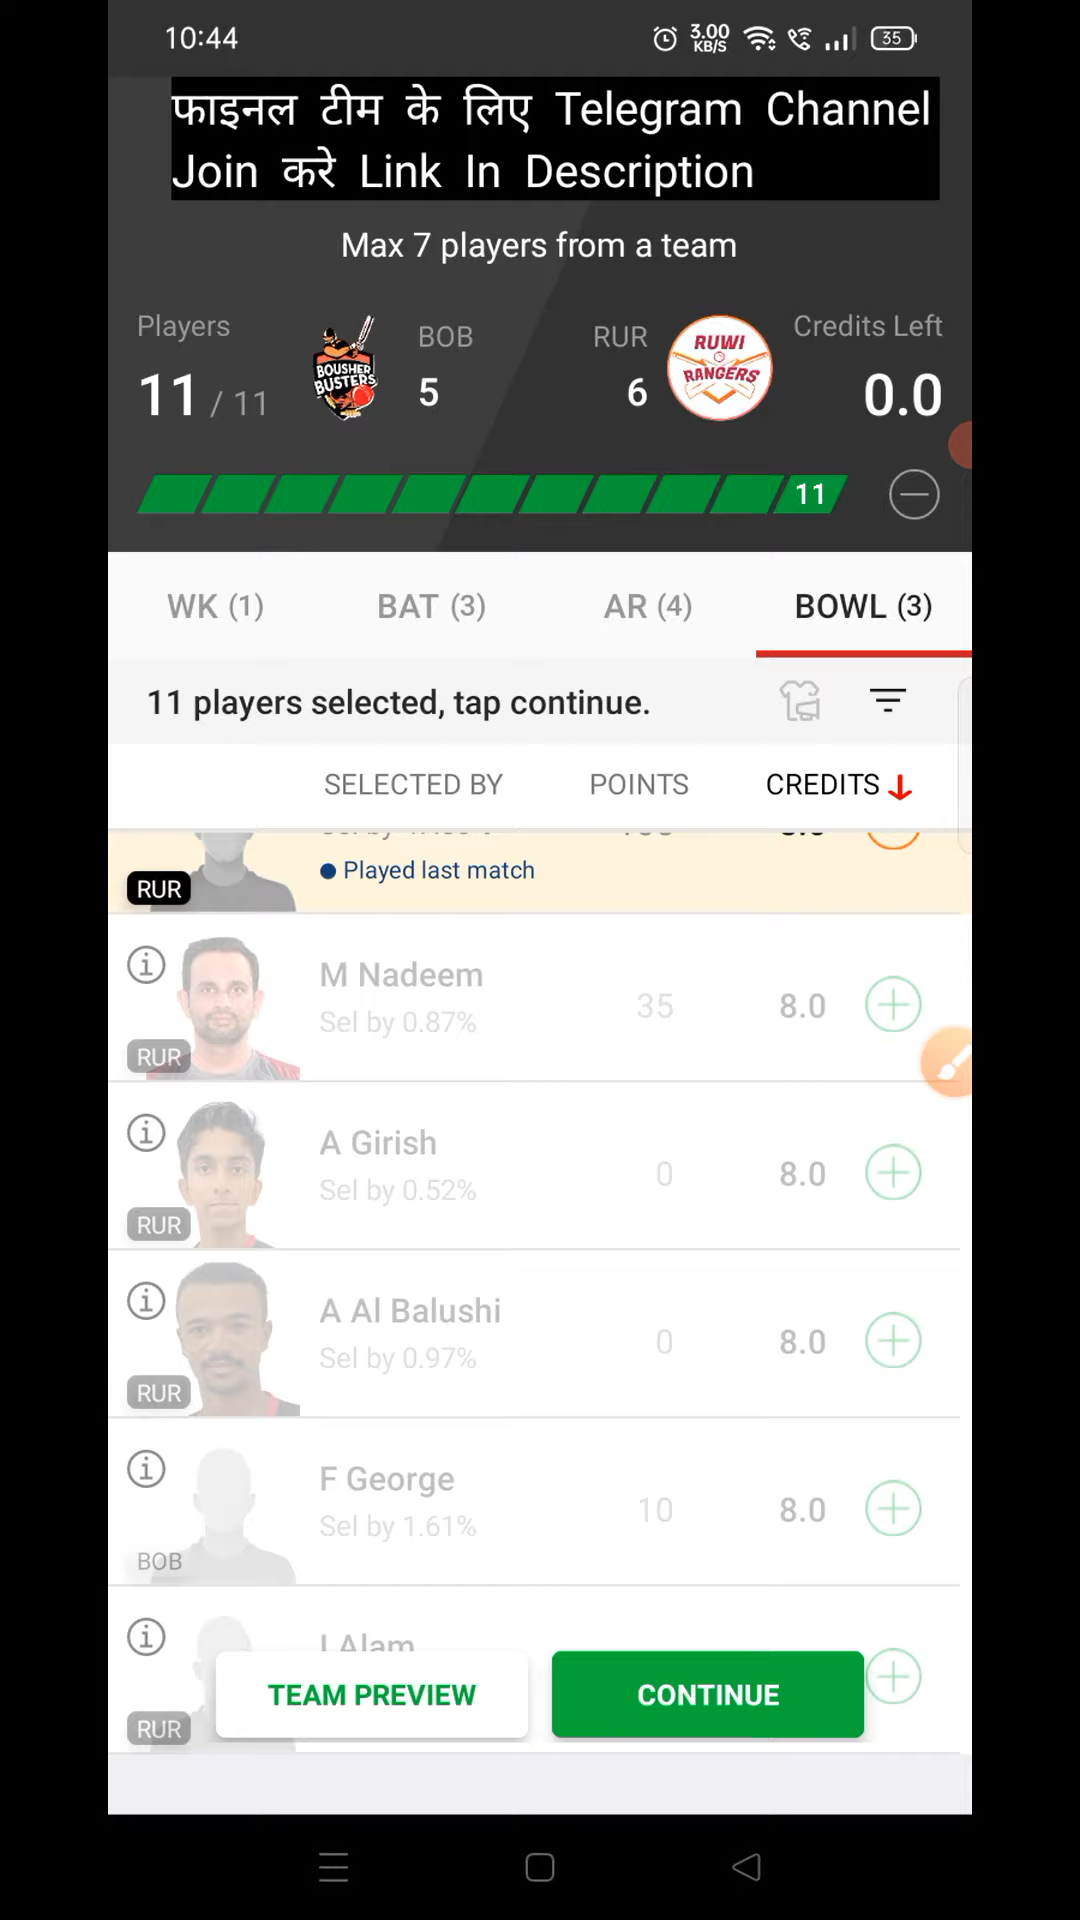 10:44
3.00 KB/S
35
फाइनल टीम के लिए Telegram Channel
Join करे Link In Description
Max 7 players from a team
Players
BOB
RUR
Credits Left
11 / 11
5
6
0.0
BOUSHER BUSTERS
RUWI RANGERS
11
WK (1)
BAT (3)
AR (4)
BOWL (3)
11 players selected, tap continue.
SELECTED BY
POINTS
CREDITS
Played last match
RUR
M Nadeem
Sel by 0.87%
35
8.0
RUR
A Girish
Sel by 0.52%
0
8.0
RUR
A Al Balushi
Sel by 0.97%
0
8.0
RUR
F George
Sel by 1.61%
10
8.0
BOB
Alam
RUR
TEAM PREVIEW
CONTINUE